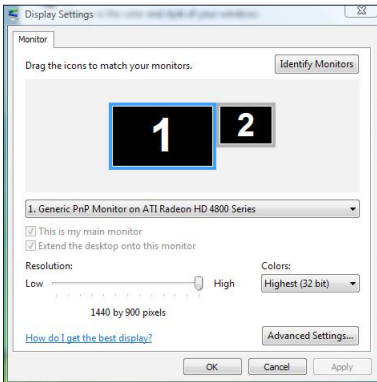 Display Settings
Monitor
Drag the icons to match your monitors.
Identify Monitors
1
2
1. Generic PnP Monitor on ATI Radeon HD 4800 Series
This is my main monitor
Extend the desktop onto this monitor
Resolution:
Colors:
Low
High
Highest (32 bit)
1440 by 900 pixels
How do I get the best display?
Advanced Settings...
OK
Cancel
Apply